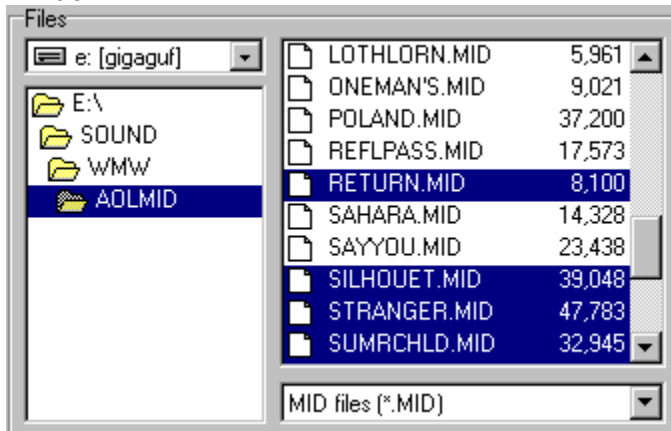 Files
e: [gigaguf]
E:\
SOUND
WMW
AOLMID
LOTHLORN.MID 5,961
ONEMAN'S.MID 9,021
POLAND.MID 37,200
REFLPASS.MID 17,573
RETURN.MID 8,100
SAHARA.MID 14,328
SAYYOU.MID 23,438
SILHOUET.MID 39,048
STRANGER.MID 47,783
SUMRCHLD.MID 32,945
MID files (*.MID)